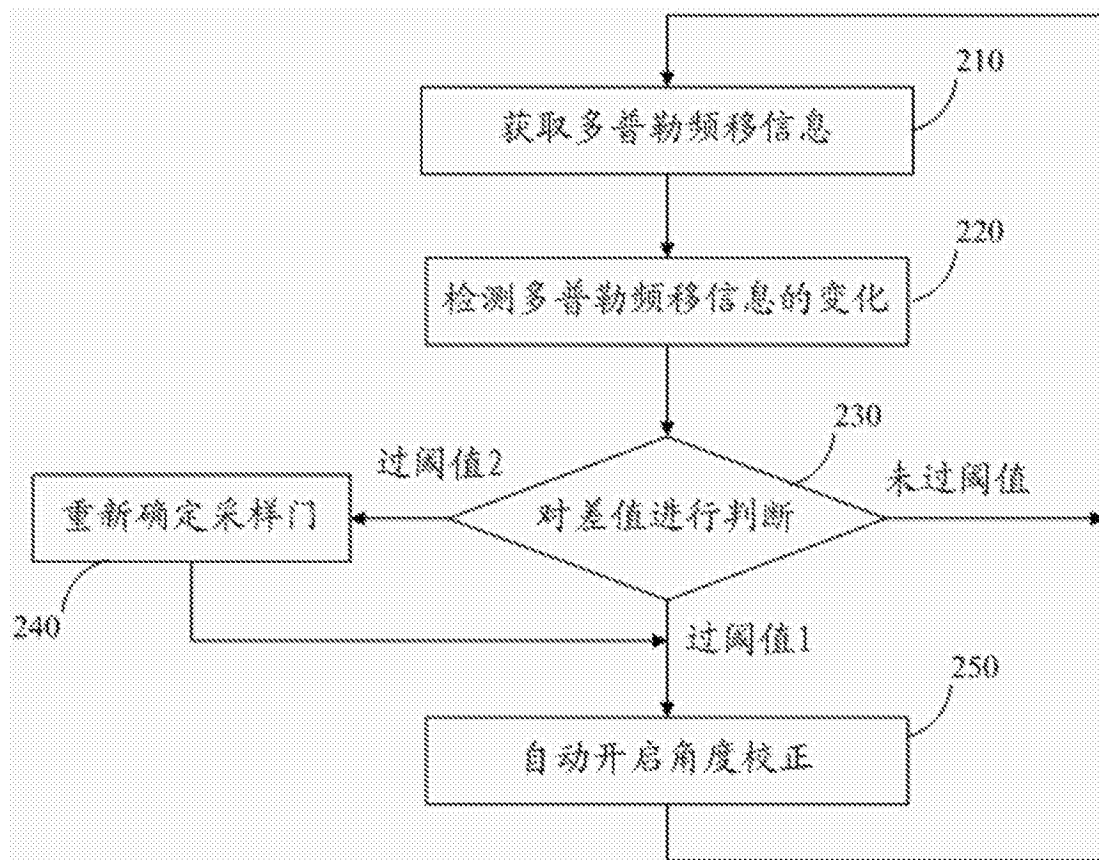 210
获取多普勒频移信息
220
检测多普勒频移信息的变化
230
过阈值2
未过阈值
重新确定采样门
对差值进行判断
240
过阈值1
250
自动开启角度校正